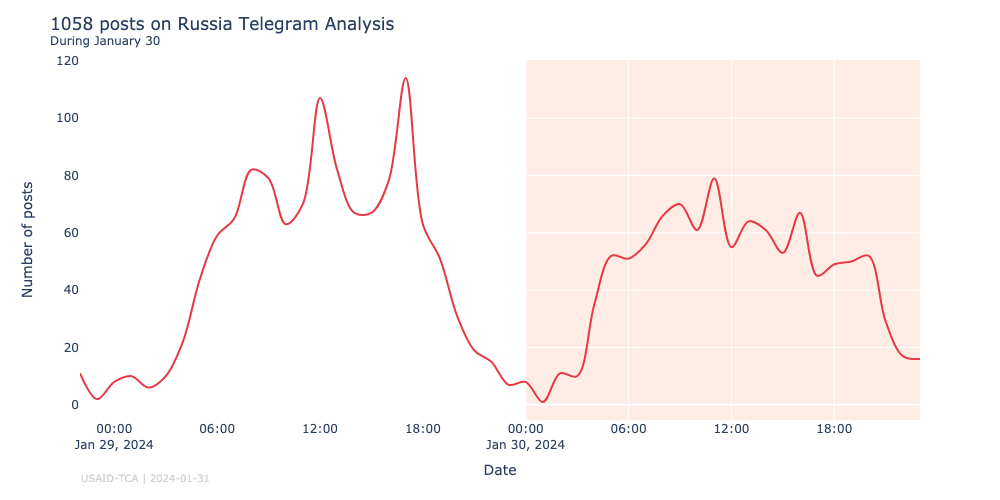 1058 posts on Russia Telegram Analysis
During January 30
120
100
80
60
40
20
0
Number of posts
00:00 06:00 12:00 18:00 00:00 06:00 12:00 18:00
Jan 29, 2024 Jan 30, 2024
Date
USAID-TCA | 2024-01-31